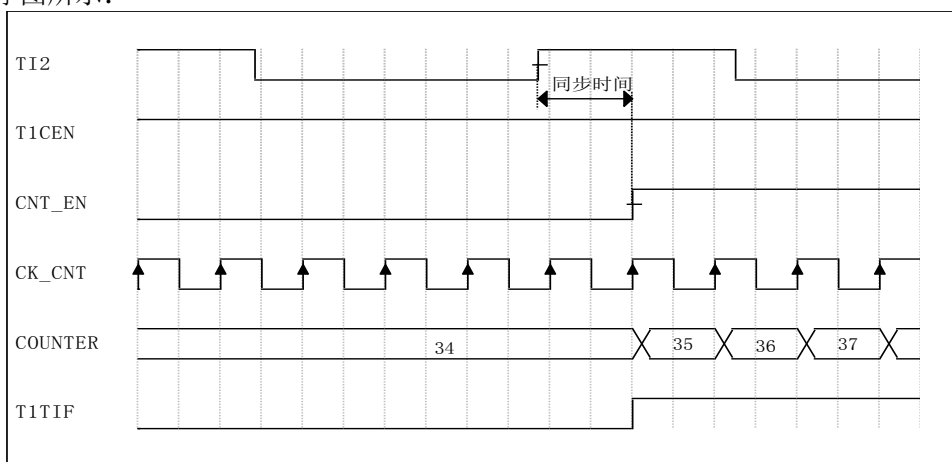 TI2
同步时间
T1CEN
CNT_EN
CK_CNT
COUNTER
34
35
36
37
T1TIF